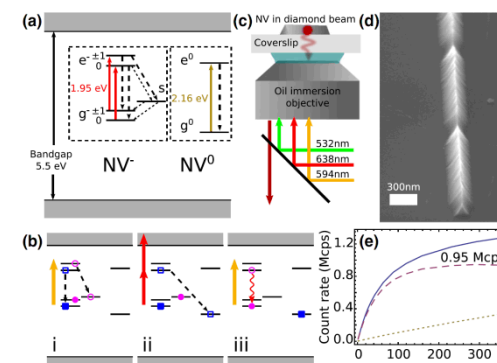 (a)
e⁻ ±1
0
1.95 eV
g⁻ ±1
0
s
e⁰
2.16 eV
g⁰
Bandgap
5.5 eV
NV⁻
NV⁰
(b)
i
ii
iii
(c)
NV in diamond beam
Coverslip
Oil immersion
objective
532nm
638nm
594nm
(d)
300nm
(e)
Count rate (Mcps)
1.2
0.8
0.4
.0
0.95 Mcp
0
100
200
300